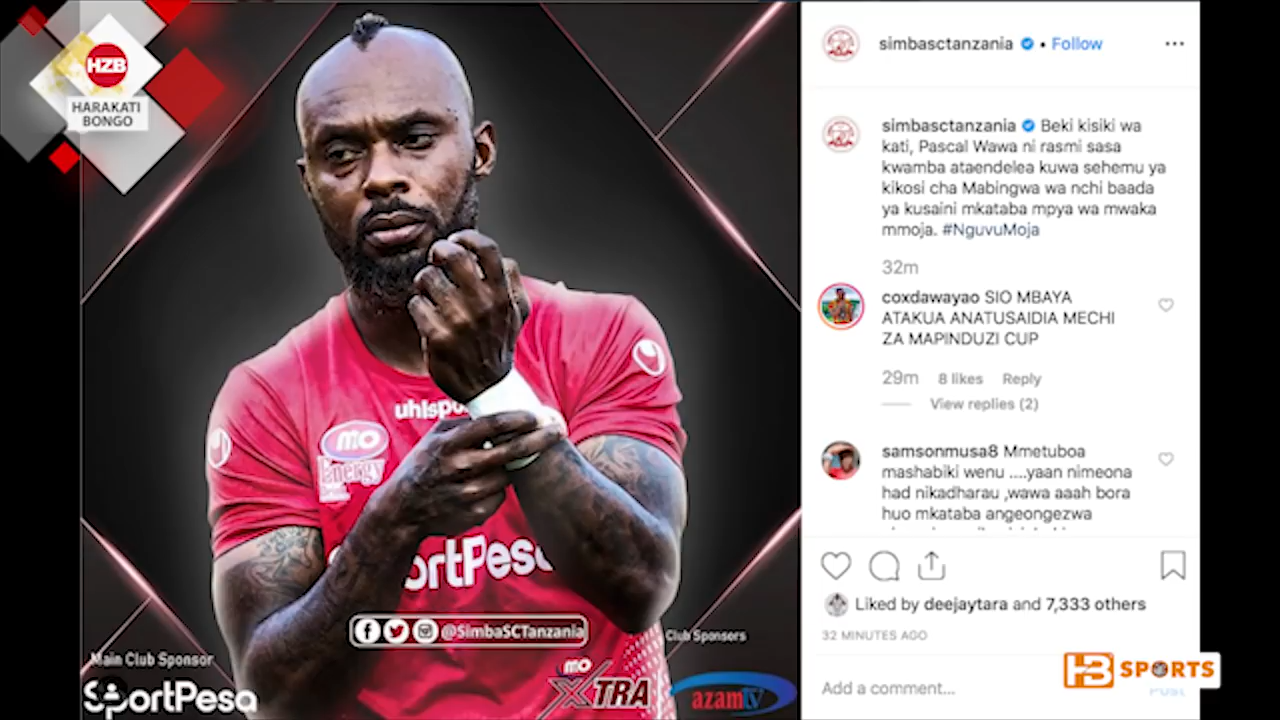 HZB
HARAKATI
BONGO
uhlspo
MO
Energy
SportPesa
@SimbaSCTanzania
Main Club Sponsor
SportPesa
Club Sponsors
MO
XTRA
azamtv
simbasctanzania • Follow
simbasctanzania Beki kisiki wa
kati, Pascal Wawa ni rasmi sasa
kwamba ataendelea kuwa sehemu ya
kikosi cha Mabingwa wa nchi baada
ya kusaini mkataba mpya wa mwaka
mmoja. #NguvuMoja
32m
coxdawayao SIO MBAYA
ATAKUA ANATUSAIDIA MECHI
ZA MAPINDUZI CUP
29m 8 likes Reply
View replies (2)
samsonmusa8 Mmetuboa
mashabiki wenu ....yaan nimeona
had nikadharau ,wawa aaah bora
huo mkataba angeongezwa
Liked by deejaytara and 7,333 others
32 MINUTES AGO
Add a comment...
Post
HB SPORTS